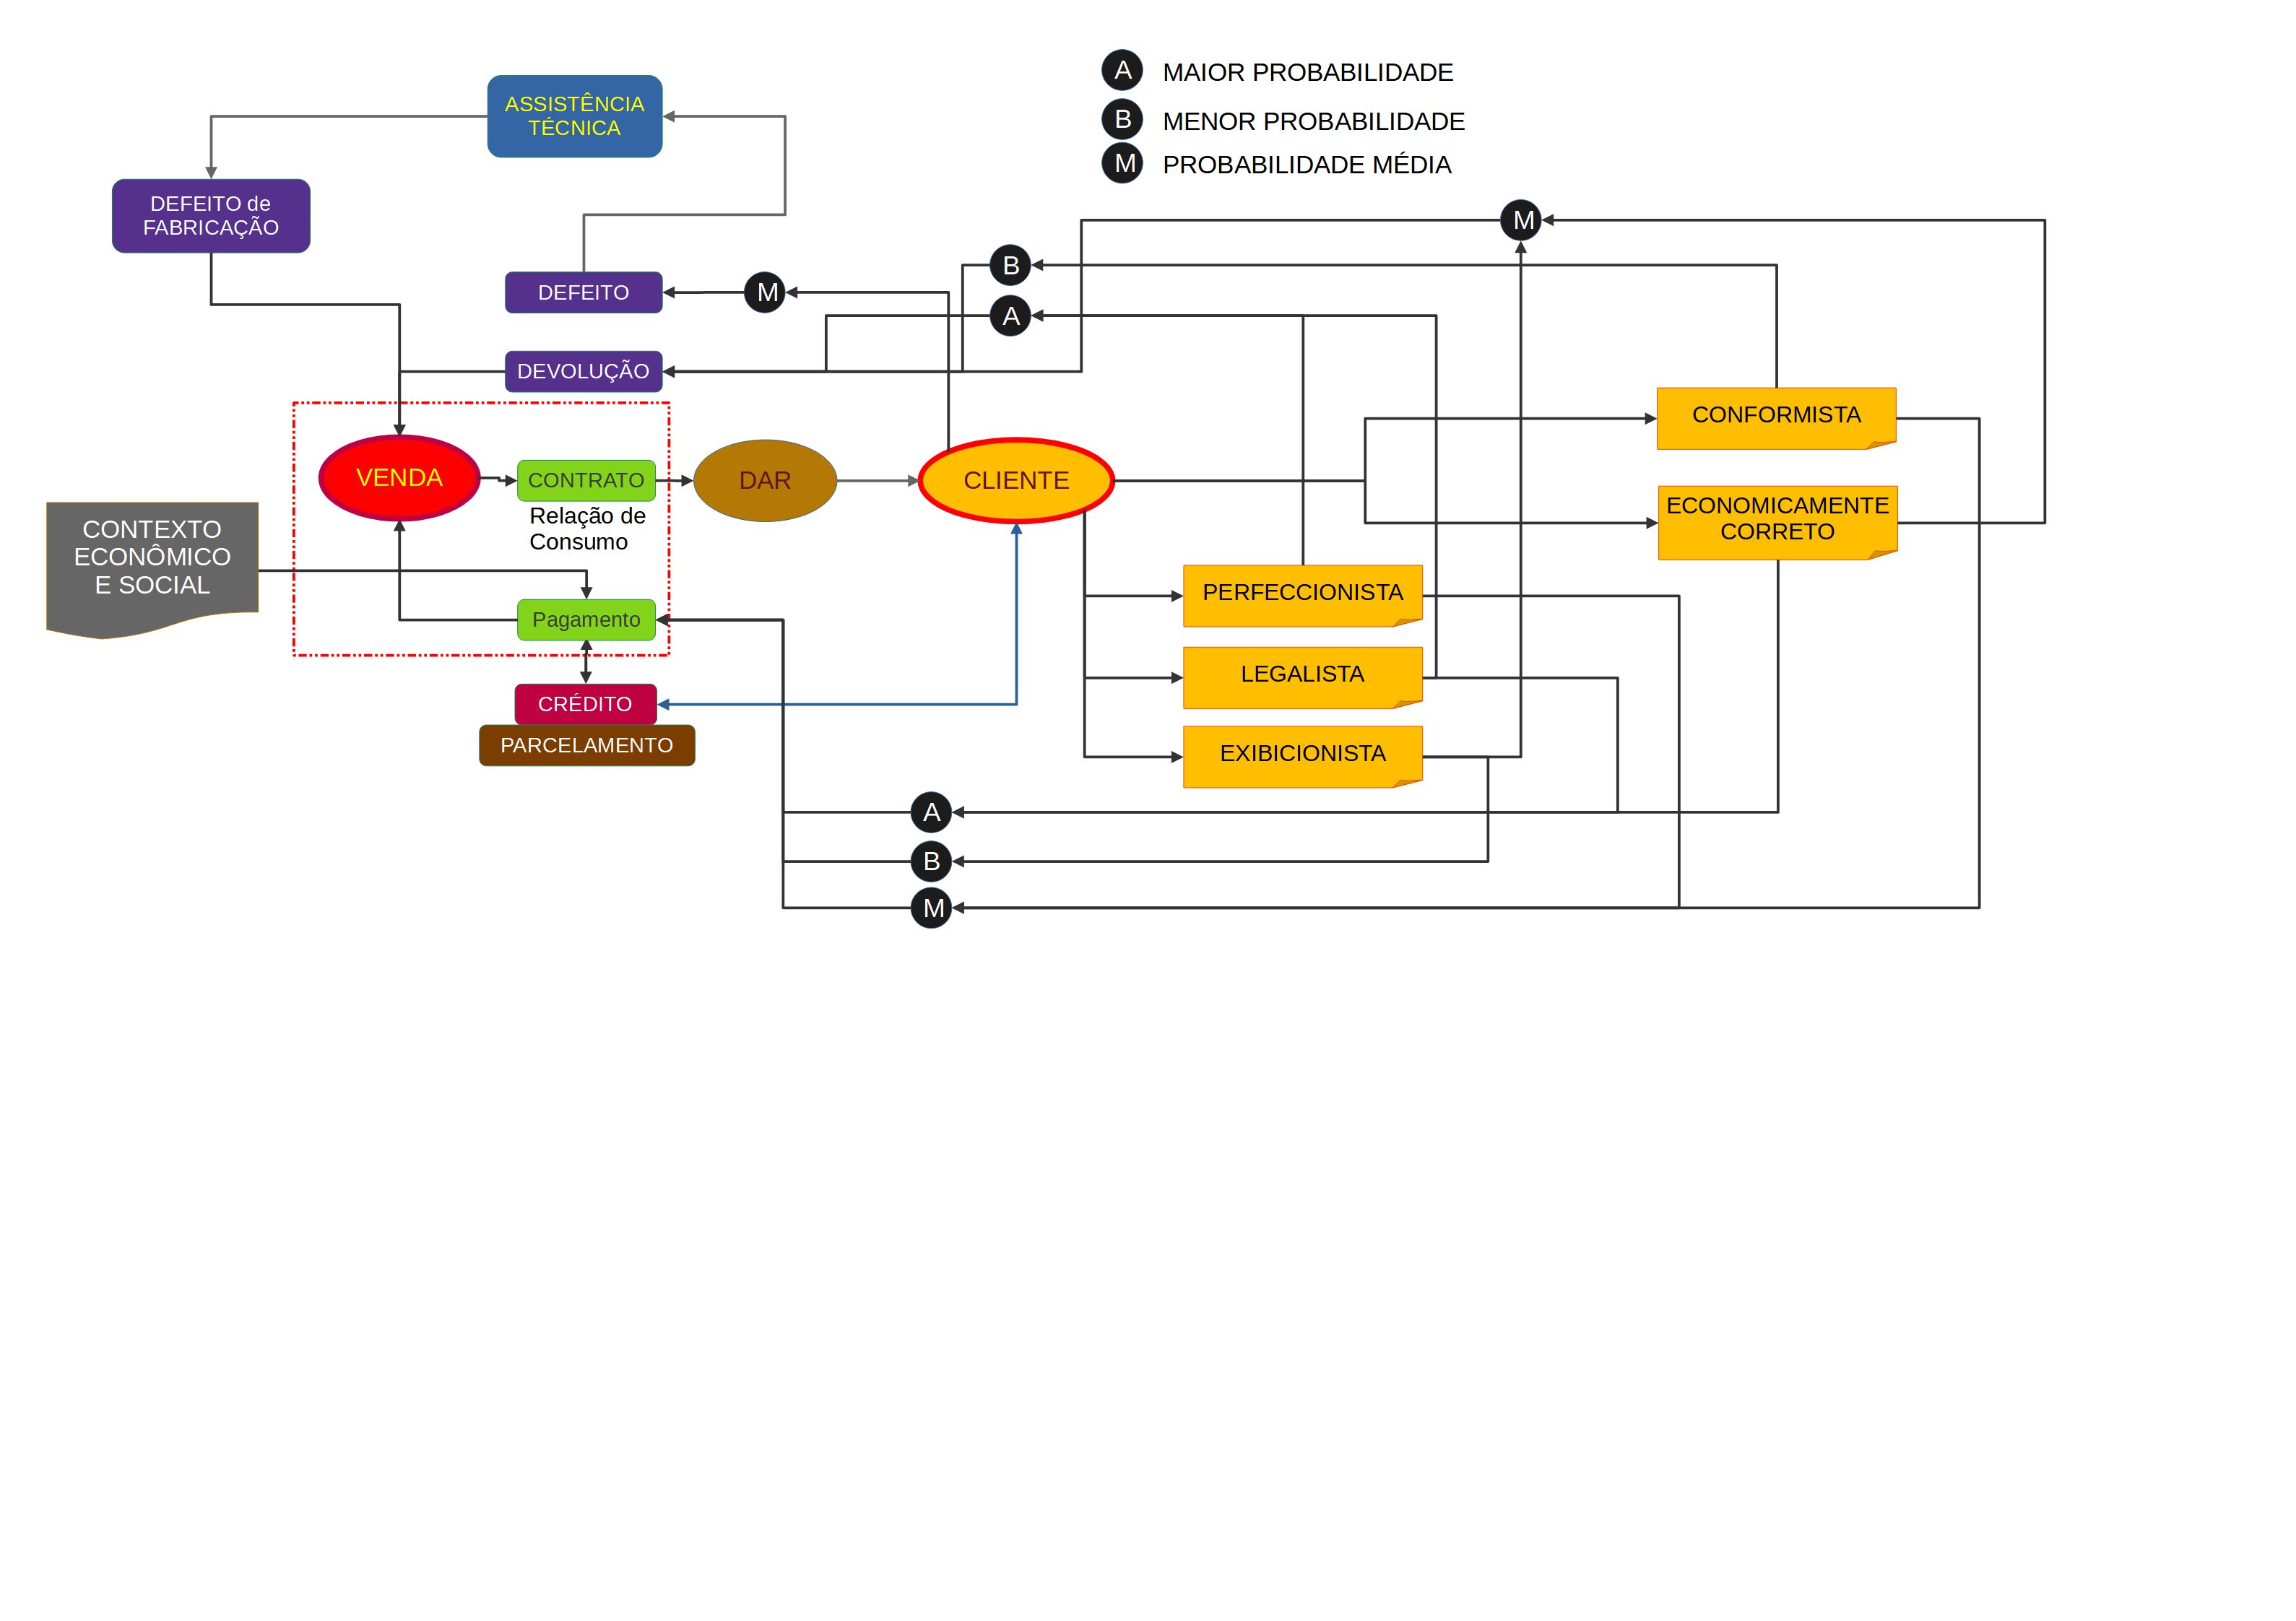 A MAIOR PROBABILIDADE
ASSISTÊNCIA
TÉCNICA
B MENOR PROBABILIDADE
M PROBABILIDADE MÉDIA
DEFEITO de
FABRICAÇÃO
M
B
DEFEITO
M
A
DEVOLUÇÃO
CONFORMISTA
VENDA
CONTRATO
DAR
CLIENTE
Relação de
Consumo
ECONOMICAMENTE
CORRETO
CONTEXTO
ECONÔMICO
E SOCIAL
PERFECCIONISTA
Pagamento
LEGALISTA
CRÉDITO
PARCELAMENTO
EXIBICIONISTA
A
B
M